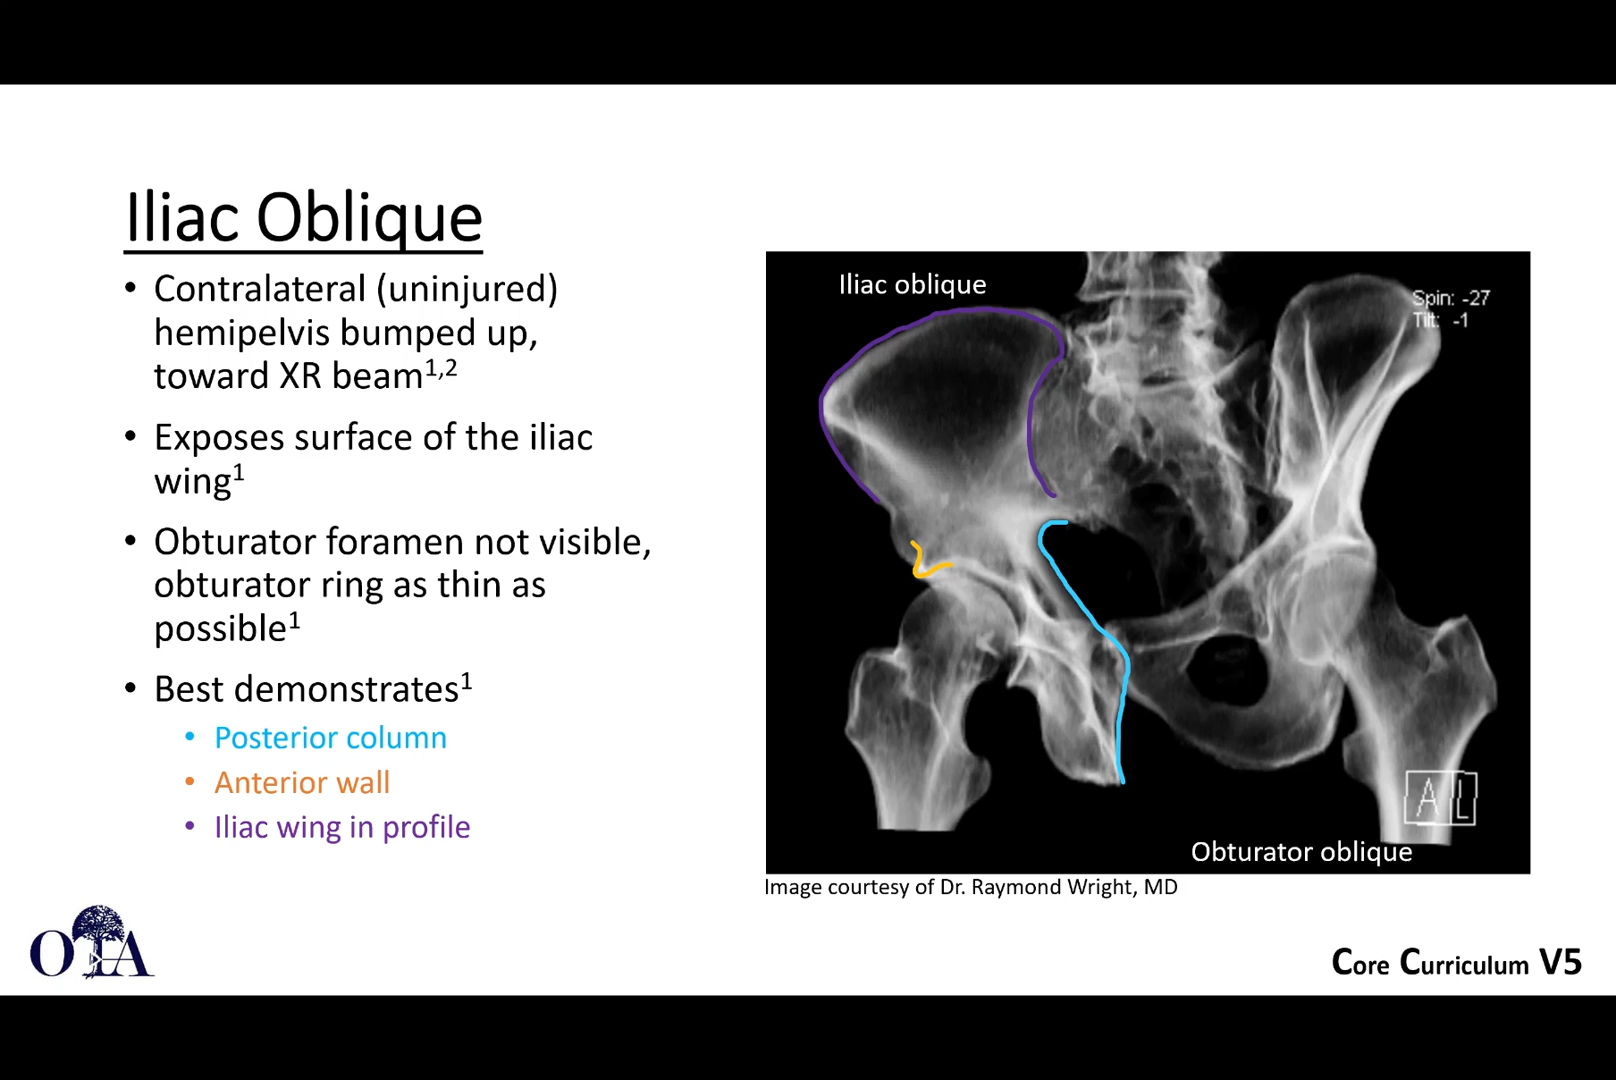 Iliac Oblique
• Contralateral (uninjured)
hemipelvis bumped up,
toward XR beam1,2
• Exposes surface of the iliac
wing1
• Obturator foramen not visible,
obturator ring as thin as
possible1
• Best demonstrates1
• Posterior column
• Anterior wall
• Iliac wing in profile
Iliac oblique
Spin: -27
Tilt: -1
A L
Obturator oblique
Image courtesy of Dr. Raymond Wright, MD
OTA
Core Curriculum V5